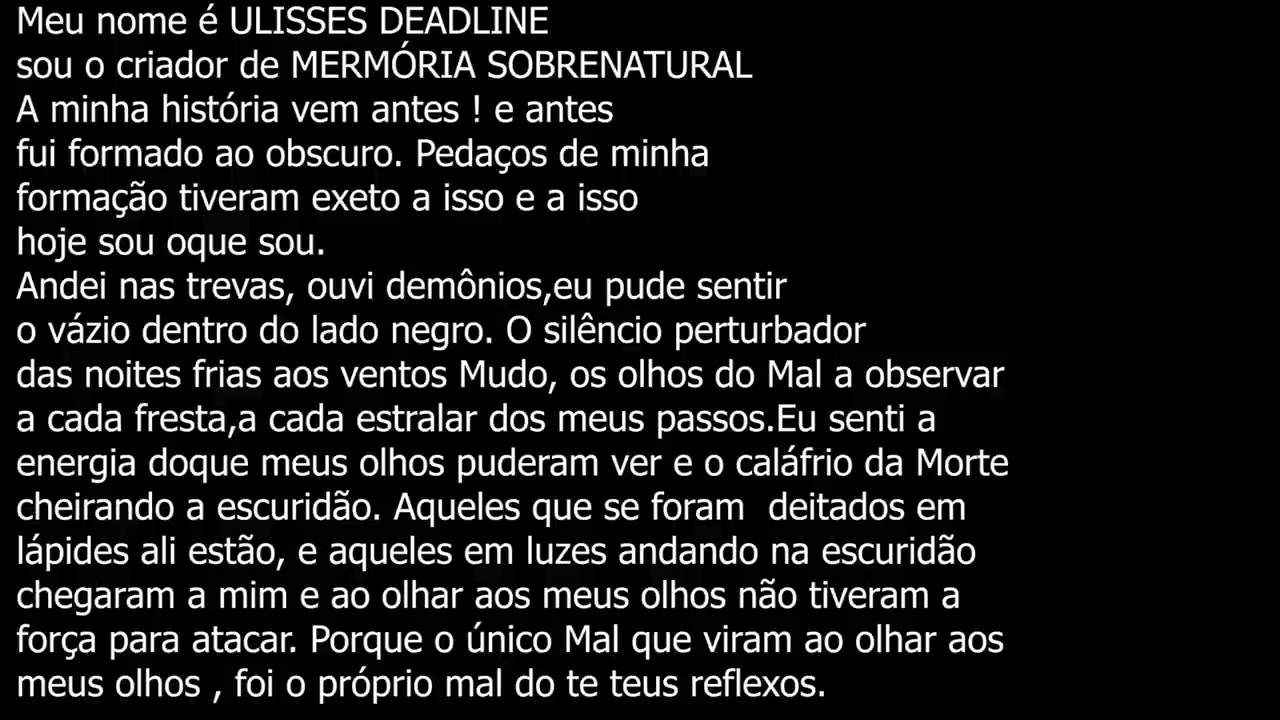 Meu nome é ULISSES DEADLINE
sou o criador de MERMÓRIA SOBRENATURAL
A minha história vem antes ! e antes
fui formado ao obscuro. Pedaços de minha
formação tiveram exeto a isso e a isso
hoje sou oque sou.
Andei nas trevas, ouvi demônios,eu pude sentir
o vázio dentro do lado negro. O silêncio perturbador
das noites frias aos ventos Mudo, os olhos do Mal a observar
a cada fresta,a cada estralar dos meus passos.Eu senti a
energia doque meus olhos puderam ver e o caláfrio da Morte
cheirando a escuridão. Aqueles que se foram  deitados em
lápides ali estão, e aqueles em luzes andando na escuridão
chegaram a mim e ao olhar aos meus olhos não tiveram a
força para atacar. Porque o único Mal que viram ao olhar aos
meus olhos , foi o próprio mal do te teus reflexos.